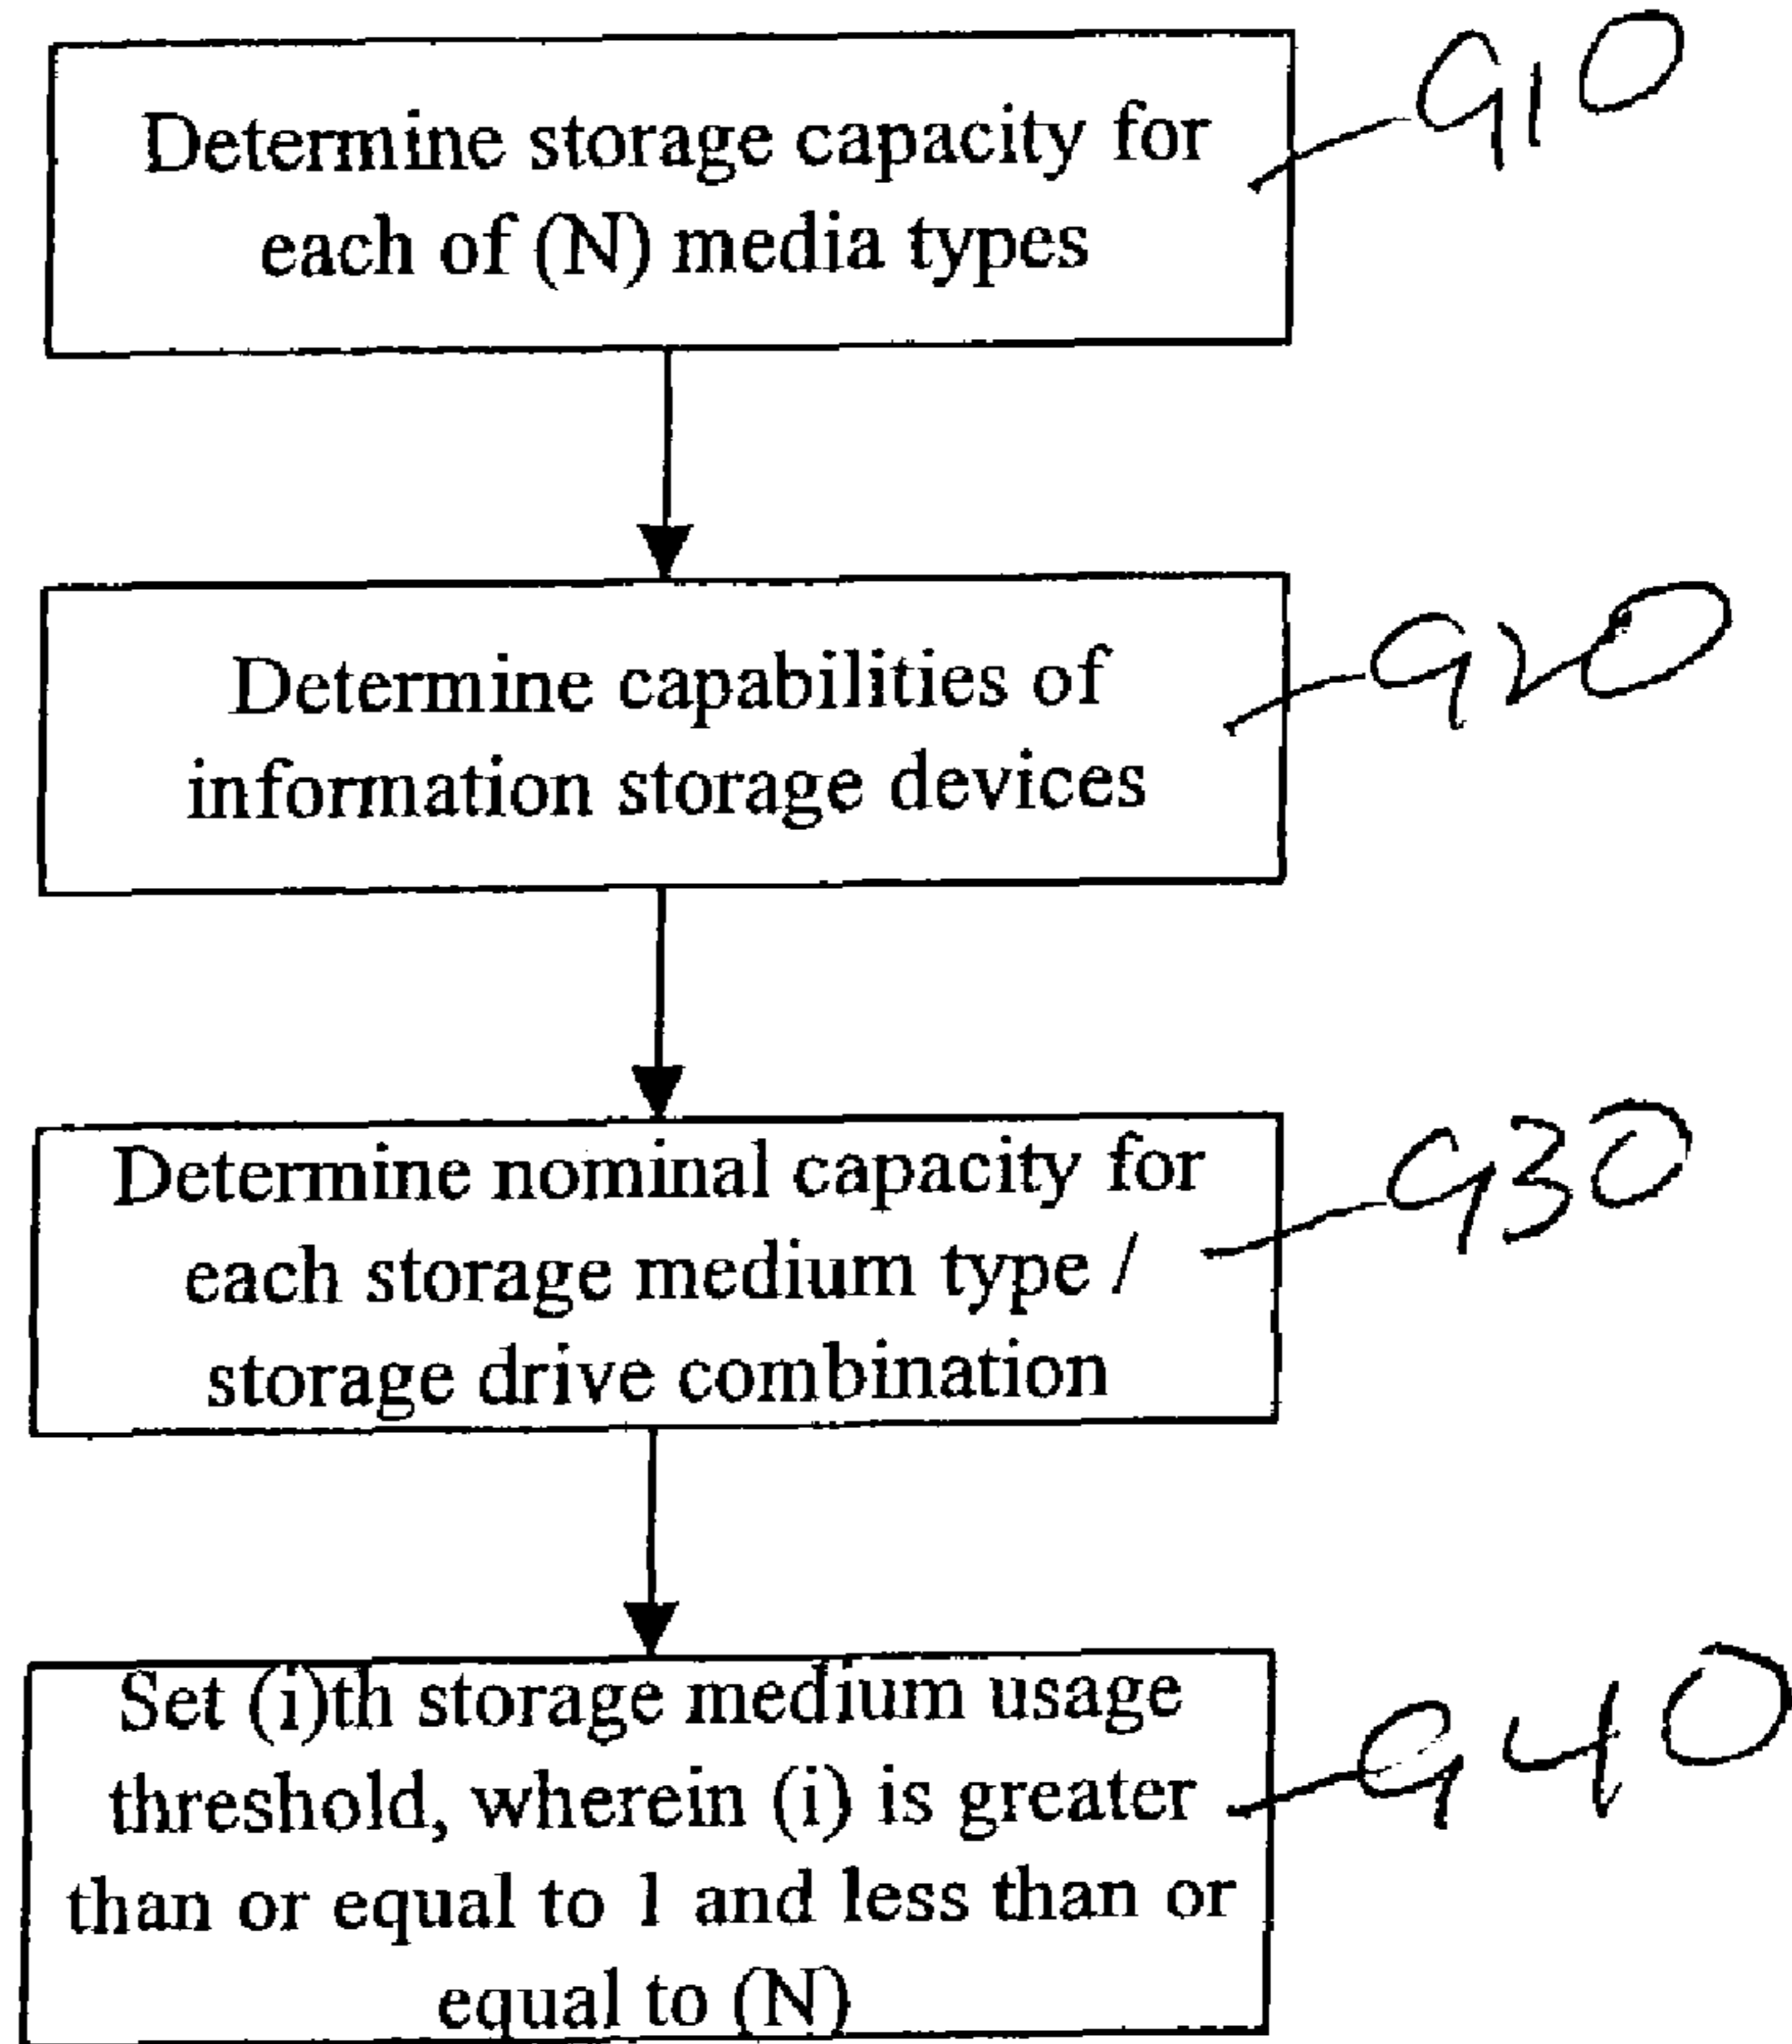 Determine storage capacity for
each of (N) media types
910
Determine capabilities of
information storage devices
920
Determine nominal capacity for
each storage medium type /
storage drive combination
930
Set (i)th storage medium usage
threshold, wherein (i) is greater
than or equal to 1 and less than or
equal to (N)
940